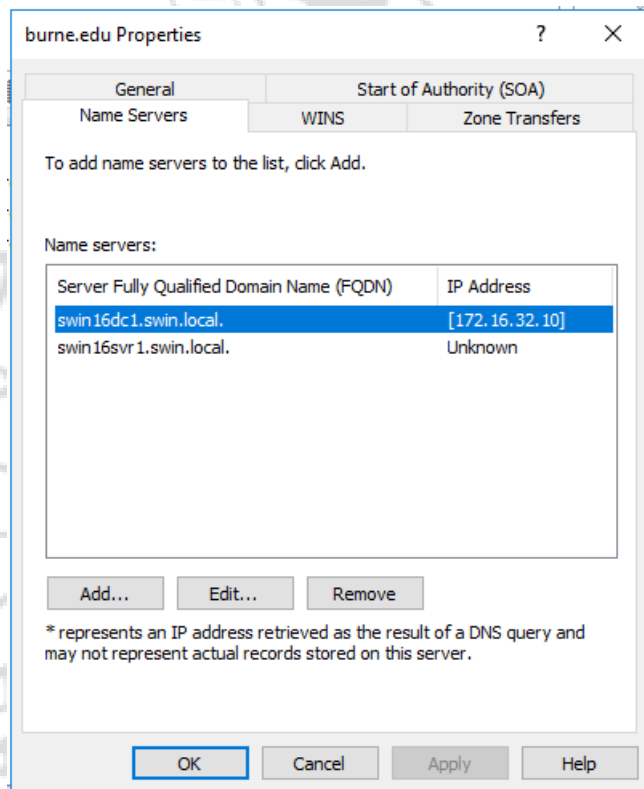 burne.edu Properties
?
General
Start of Authority (SOA)
Name Servers
WINS
Zone Transfers
To add name servers to the list, click Add.
Name servers:
Server Fully Qualified Domain Name (FQDN) IP Address
swin16dc1.swin.local. [172.16.32.10]
swin16svr1.swin.local. Unknown
Add... Edit... Remove
* represents an IP address retrieved as the result of a DNS query and
may not represent actual records stored on this server.
OK Cancel Apply Help